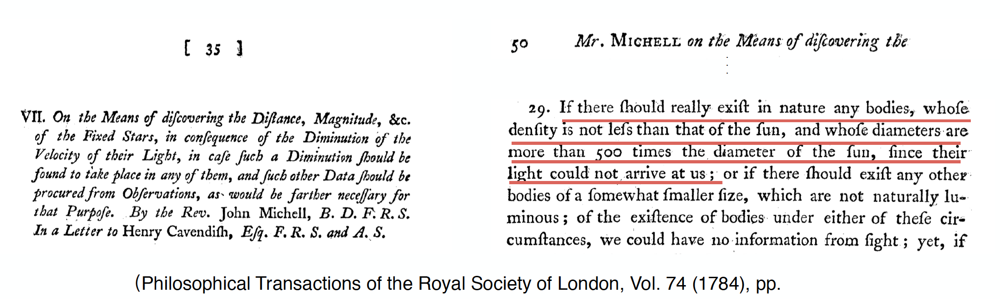 [ 35 ]
VII. On the Means of diſcovering the Diſtance, Magnitude, &c.
of the Fixed Stars, in conſequence of the Diminution of the
Velocity of their Light, in caſe ſuch a Diminution ſhould be
found to take place in any of them, and ſuch other Data ſhould be
procured from Obſervations, as would be farther neceſſary for
that Purpoſe. By the Rev. John Michell, B. D. F. R. S.
In a Letter to Henry Cavendiſh, Eſq. F. R. S. and A. S.
50 Mr. MICHELL on the Means of diſcovering the
29. If there ſhould really exiſt in nature any bodies, whoſe
denſity is not leſs than that of the ſun, and whoſe diameters are
more than 500 times the diameter of the ſun, ſince their
light could not arrive at us; or if there ſhould exiſt any other
bodies of a ſomewhat ſmaller ſize, which are not naturally lu-
minous; of the exiſtence of bodies under either of theſe cir-
cumſtances, we could have no information from ſight; yet, if
(Philosophical Transactions of the Royal Society of London, Vol. 74 (1784), pp.